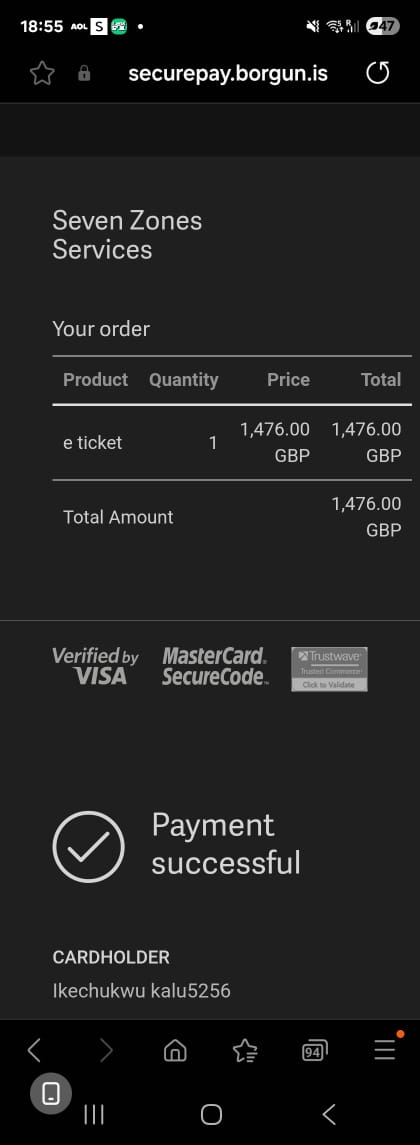 18:55 AOL S 47
securepay.borgun.is
Seven Zones
Services
Your order
Product Quantity Price Total
e ticket 1 1,476.00 GBP 1,476.00 GBP
Total Amount 1,476.00 GBP
Verified by VISA
MasterCard. SecureCode™
Trustwave®
Trusted Commerce™
Click to Validate
Payment
successful
CARDHOLDER
Ikechukwu kalu5256
94